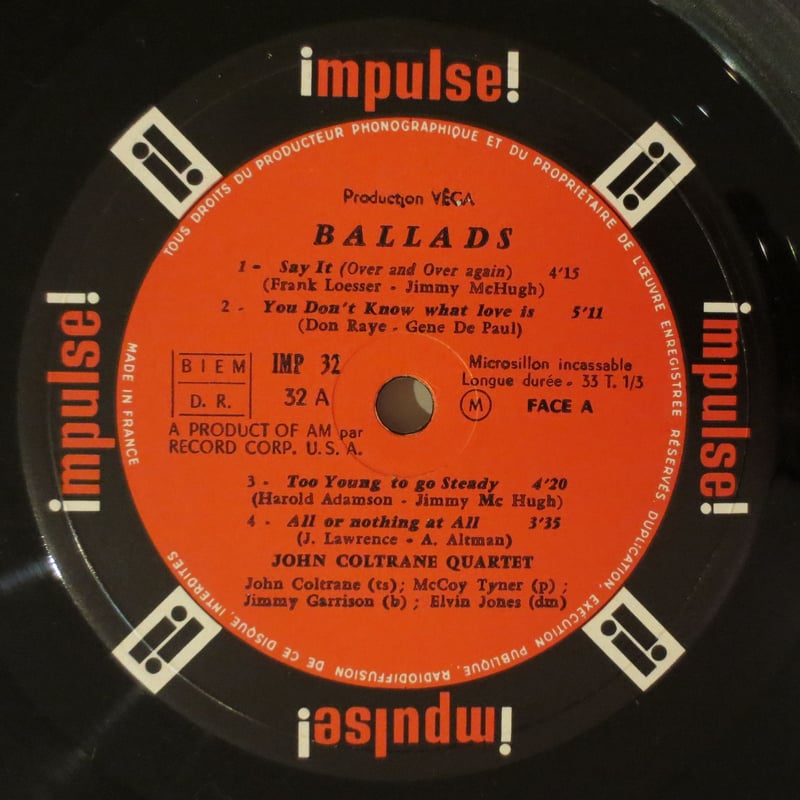 impulse!
TOUS DROITS DU PRODUCTEUR PHONOGRAPHIQUE ET DU PROPRIÉTAIRE DE L'ŒUVRE ENREGISTRÉE RÉSERVÉS. DUPLICATION, EXÉCUTION PUBLIQUE, RADIODIFFUSION DE CE DISQUE, INTERDITES
Production VÊGA
BALLADS
1 - Say It (Over and Over again) 4'15
(Frank Loesser - Jimmy McHugh)
2 - You Don't Know what love is 5'11
(Don Raye - Gene De Paul)
impulse!
impulse!
MADE IN FRANCE
BIEM
D. R.
IMP 32
32 A
A PRODUCT OF AM par
RECORD CORP. U. S. A.
Microsillon incassable
Longue durée - 33 T. 1/3
M FACE A
3 - Too Young to go Steady 4'20
(Harold Adamson - Jimmy Mc Hugh)
4 - All or nothing at All 3'35
(J. Lawrence - A. Altman)
JOHN COLTRANE QUARTET
John Coltrane (ts) ; McCoy Tyner (p) ;
Jimmy Garrison (b) ; Elvin Jones (dm)
impulse!